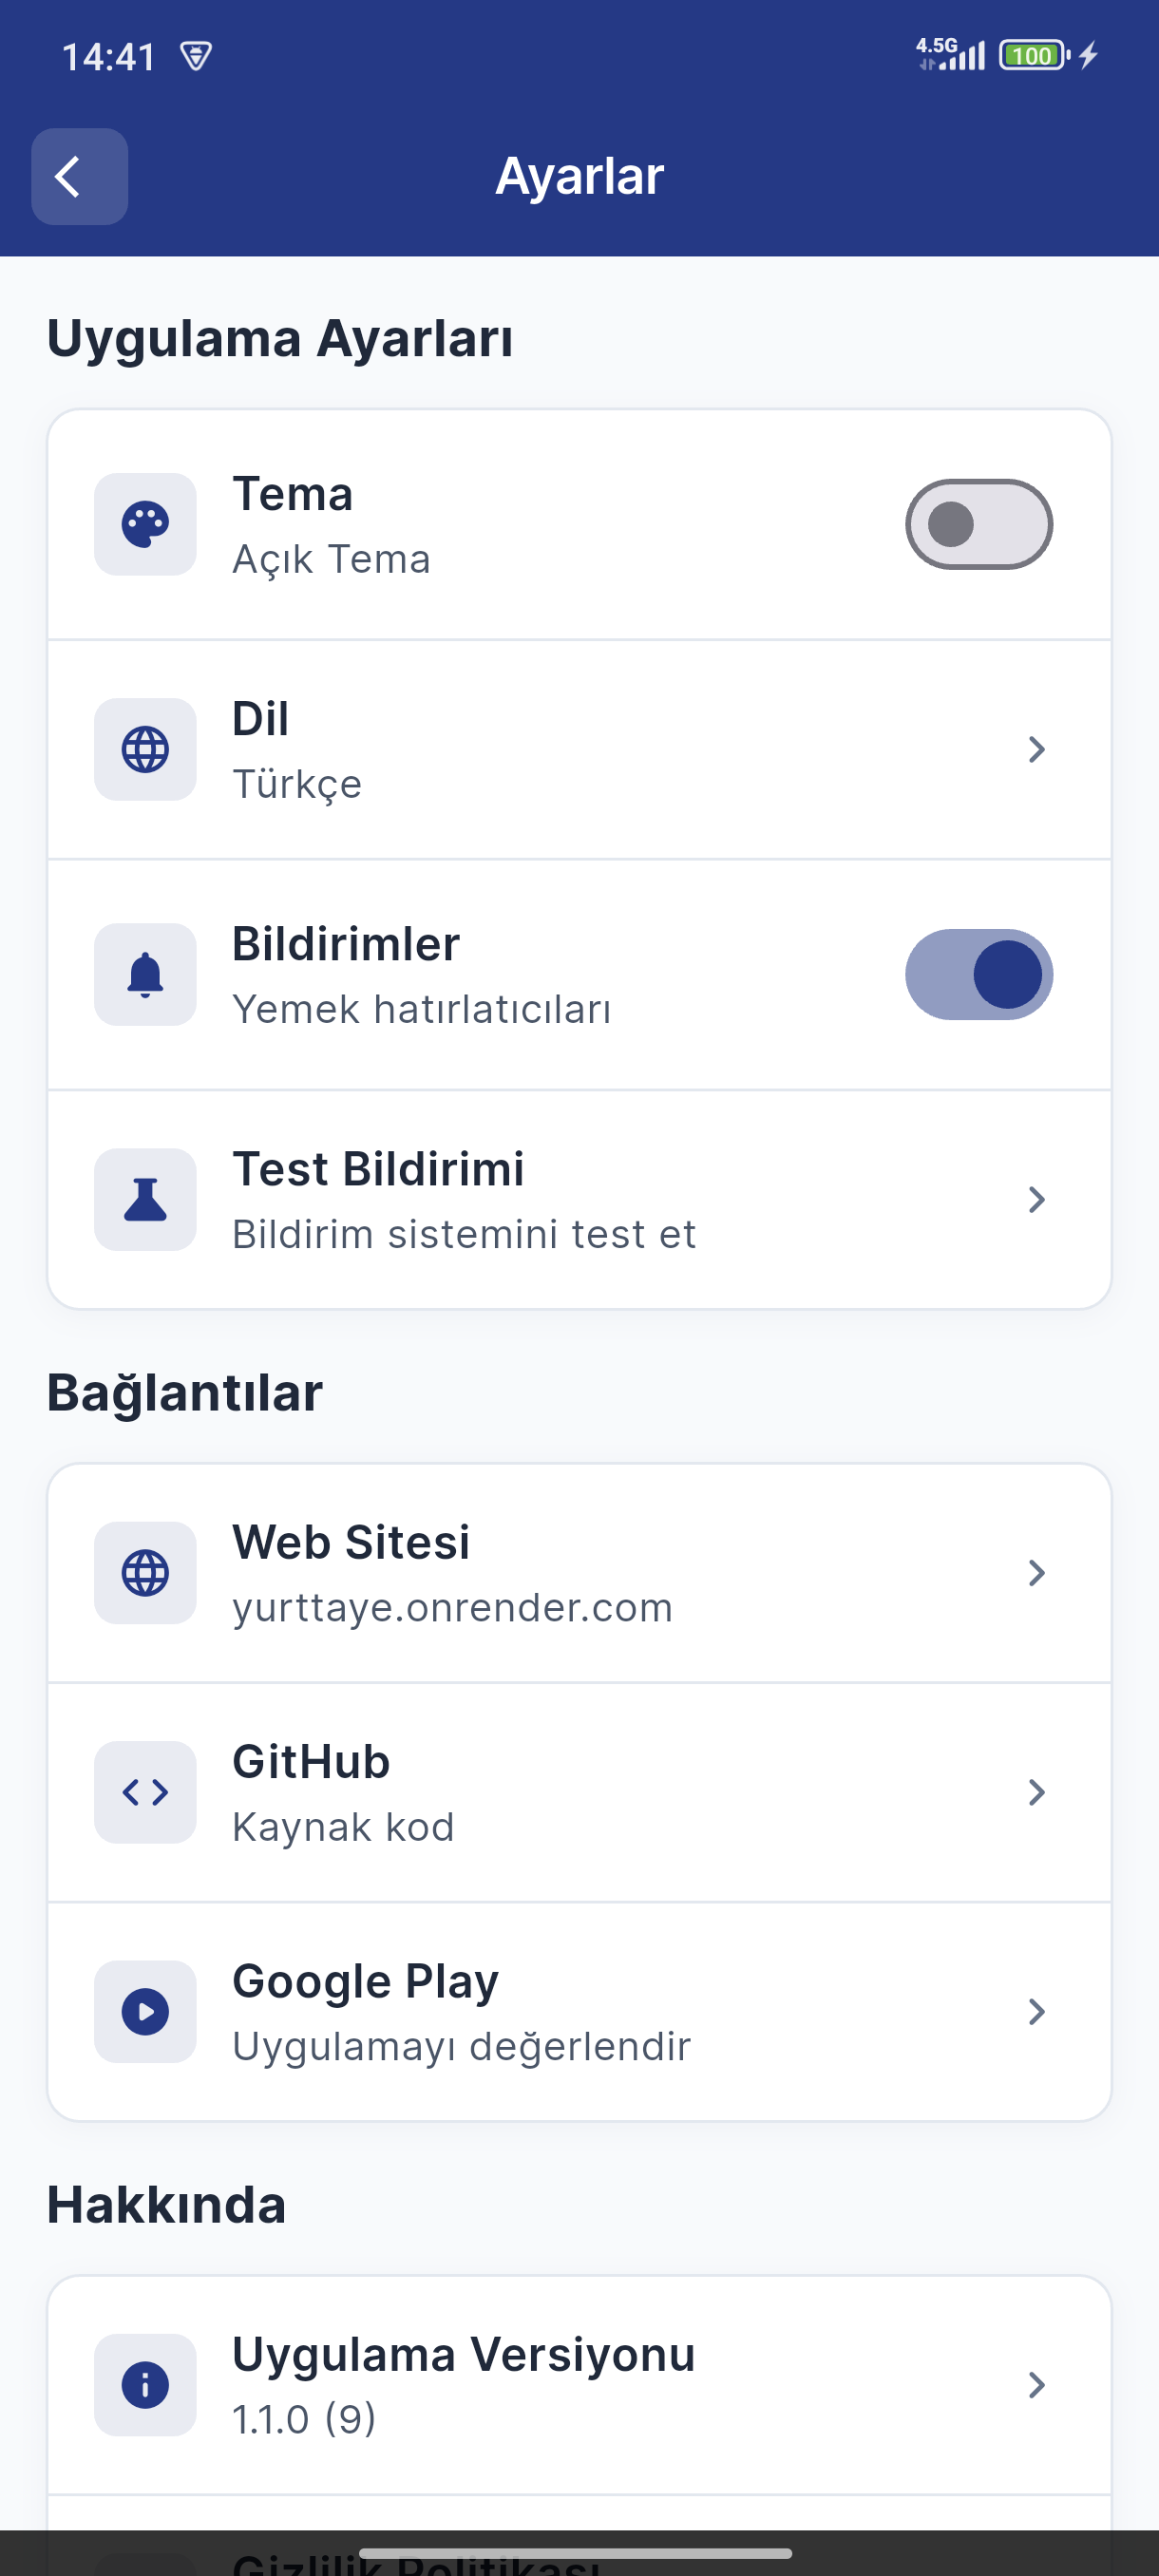 14:41
4.5G
100
Ayarlar
Uygulama Ayarları
Tema
Açık Tema
Dil
Türkçe
Bildirimler
Yemek hatırlatıcıları
Test Bildirimi
Bildirim sistemini test et
Bağlantılar
Web Sitesi
yurttaye.onrender.com
GitHub
Kaynak kod
Google Play
Uygulamayı değerlendir
Hakkında
Uygulama Versiyonu
1.1.0 (9)
Gizlilik Politikası